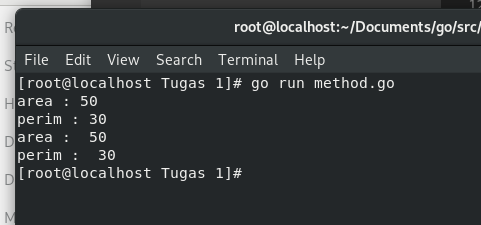 root@localhost:~/Documents/go/src/
File Edit View Search Terminal Help
[root@localhost Tugas 1]# go run method.go
area : 50
perim : 30
area :  50
perim :  30
[root@localhost Tugas 1]#